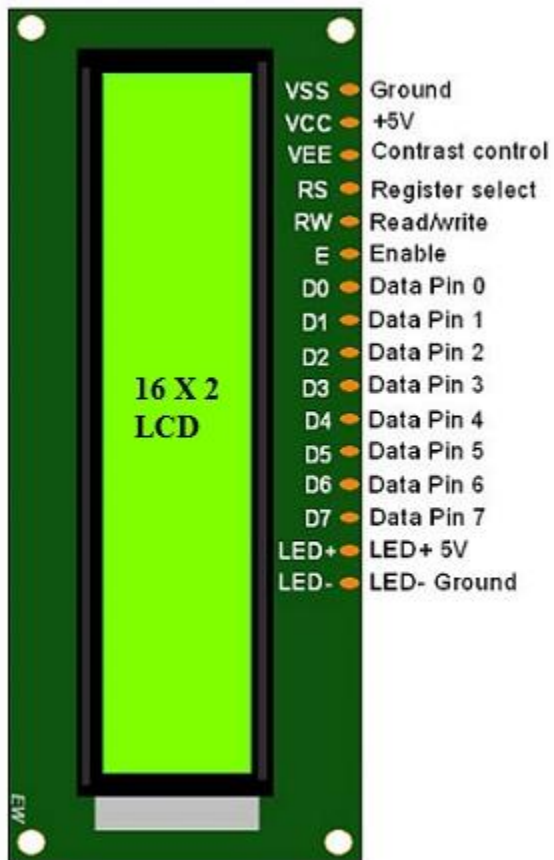 VSS Ground
VCC +5V
VEE Contrast control
RS Register select
RW Read/write
E Enable
D0 Data Pin 0
D1 Data Pin 1
D2 Data Pin 2
D3 Data Pin 3
D4 Data Pin 4
D5 Data Pin 5
D6 Data Pin 6
D7 Data Pin 7
LED+ LED+ 5V
LED- LED- Ground
16 X 2
LCD
EW